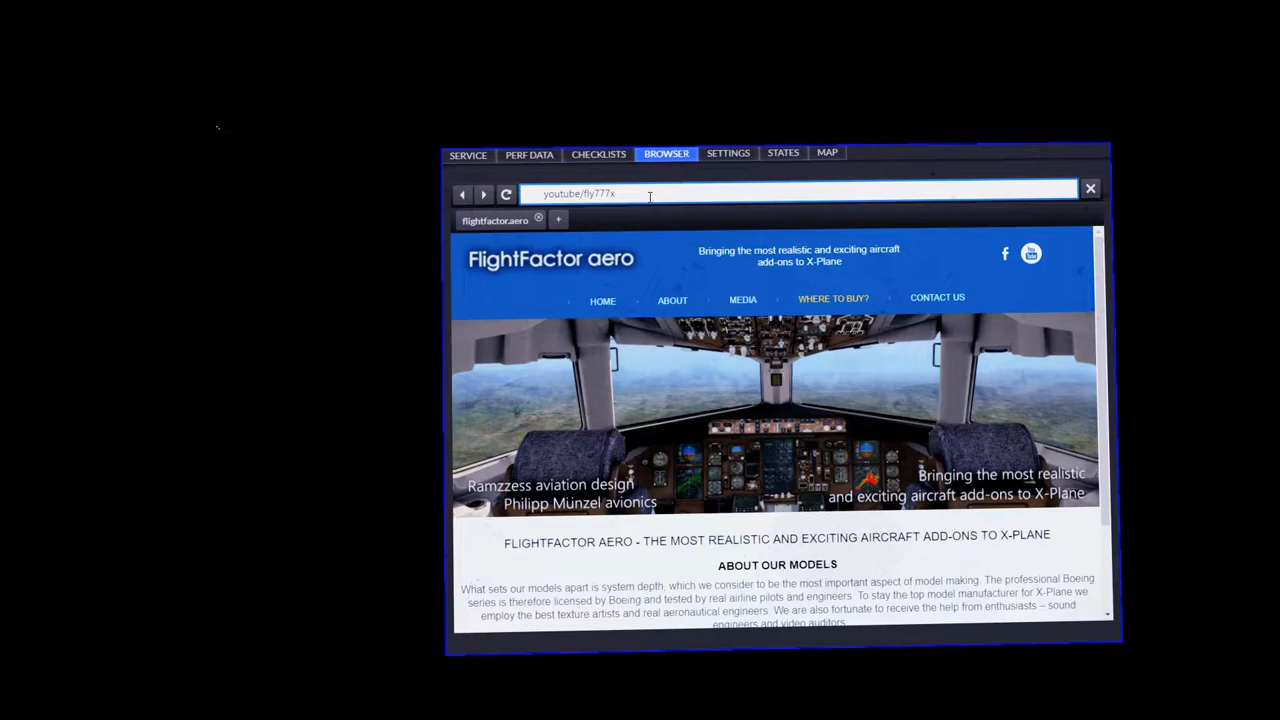 SERVICE PERF DATA CHECKLISTS BROWSER SETTINGS STATES MAP
youtube/fly777x
flightfactor.aero +
FlightFactor aero
Bringing the most realistic and exciting aircraft
add-ons to X-Plane
f You Tube
HOME ABOUT MEDIA WHERE TO BUY? CONTACT US
Ramzzess aviation design
Philipp Münzel avionics
Bringing the most realistic
and exciting aircraft add-ons to X-Plane
FLIGHTFACTOR AERO - THE MOST REALISTIC AND EXCITING AIRCRAFT ADD-ONS TO X-PLANE
ABOUT OUR MODELS
What sets our models apart is system depth, which we consider to be the most important aspect of model making. The professional Boeing
series is therefore licensed by Boeing and tested by real airline pilots and engineers. To stay the top model manufacturer for X-Plane we
employ the best texture artists and real aeronautical engineers. We are also fortunate to receive the help from enthusiasts – sound
engineers and video auditors.